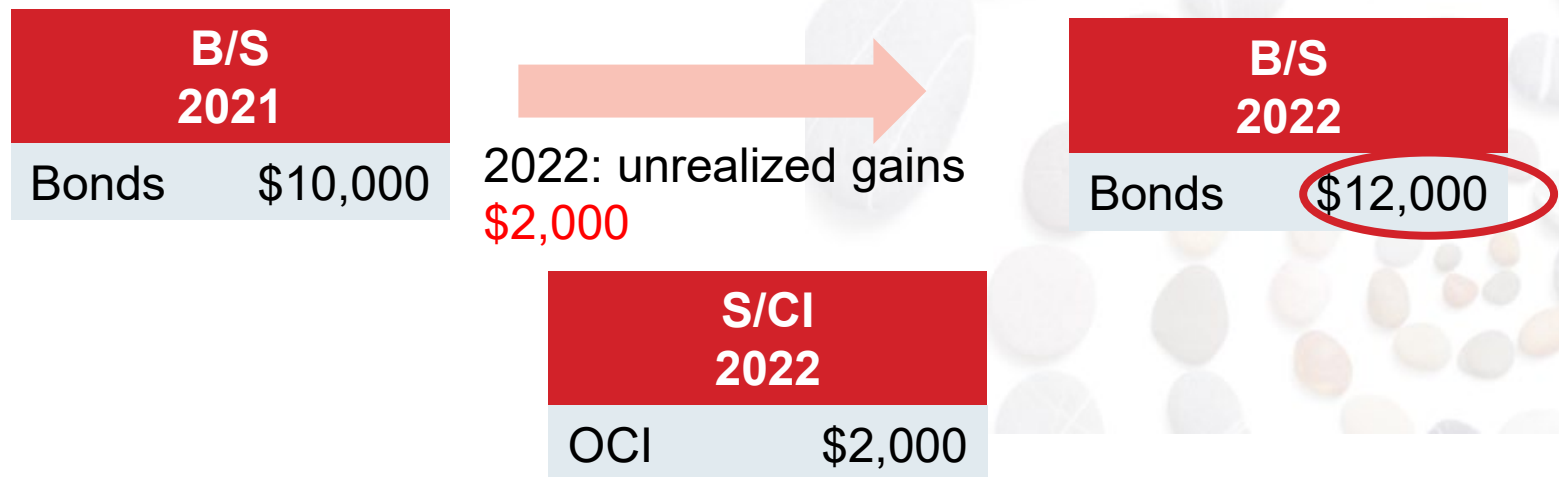 B/S
2021
Bonds $10,000
2022: unrealized gains
$2,000
B/S
2022
Bonds $12,000
S/CI
2022
OCI $2,000